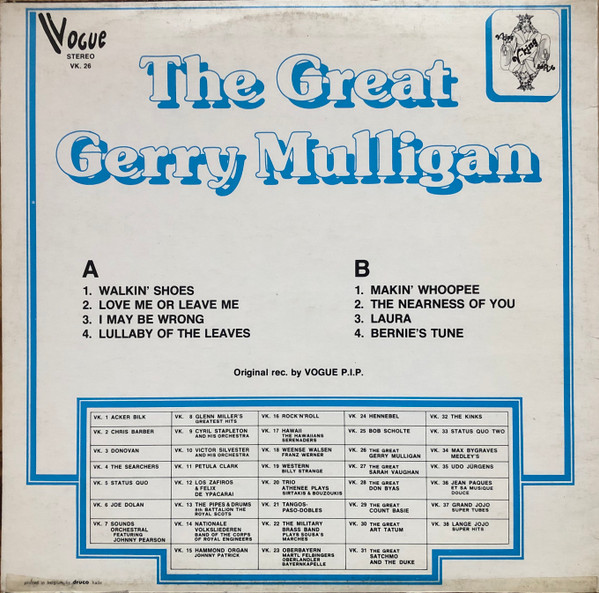 Vogue
STEREO
VK. 26
King
The Great
Gerry Mulligan
A
1. WALKIN' SHOES
2. LOVE ME OR LEAVE ME
3. I MAY BE WRONG
4. LULLABY OF THE LEAVES
B
1. MAKIN' WHOOPEE
2. THE NEARNESS OF YOU
3. LAURA
4. BERNIE'S TUNE
Original rec. by VOGUE P.I.P.
VK. 1 ACKER BILK
VK. 2 CHRIS BARBER
VK. 3 DONOVAN
VK. 4 THE SEARCHERS
VK. 5 STATUS QUO
VK. 6 JOE DOLAN
VK. 7 SOUNDS
ORCHESTRAL
FEATURING
JOHNNY PEARSON
VK. 8 GLENN MILLER'S
GREATEST HITS
VK. 9 CYRIL STAPLETON
AND HIS ORCHESTRA
VK. 10 VICTOR SILVESTER
AND HIS ORCHESTRA
VK. 11 PETULA CLARK
VK. 12 LOS ZAFIROS
& FELIX
DE YPACARAI
VK. 13 THE PIPES & DRUMS
8th BATTALION THE
ROYAL SCOTS
VK. 14 NATIONALE
VOLKSLIEDEREN
BAND OF THE CORPS
OF ROYAL ENGINEERS
VK. 15 HAMMOND ORGAN
JOHNNY PATRICK
VK. 16 ROCK'N'ROLL
VK. 17 HAWAII
THE HAWAIIANS
SERENADERS
VK. 18 WEENSE WALSEN
FRANZ WERNER
VK. 19 WESTERN
BILLY STRANGE
VK. 20 TRIO
ATHENEE PLAYS
SIRTAKIS & BOUZOUKIS
VK. 21 TANGOS-
PASO-DOBLES
VK. 22 THE MILITARY
BRASS BAND
PLAYS SOUSA'S
MARCHES
VK. 23 OBERBAYERN
MARTL FELBINGERS
OBERLANDLER
BAYERNKAPELLE
VK. 24 HENNEBEL
VK. 25 BOB SCHOLTE
VK. 26 THE GREAT
GERRY MULLIGAN
VK. 27 THE GREAT
SARAH VAUGHAN
VK. 28 THE GREAT
DON BYAS
VK. 29 THE GREAT
COUNT BASIE
VK. 30 THE GREAT
ART TATUM
VK. 31 THE GREAT
SATCHMO
AND THE DUKE
VK. 32 THE KINKS
VK. 33 STATUS QUO TWO
VK. 34 MAX BYGRAVES
MEDLEY'S
VK. 35 UDO JÜRGENS
VK. 36 JEAN PAQUES
ET SA MUSIQUE
DOUCE
VK. 37 GRAND JOJO
SUPER TUBES
VK. 38 LANGE JOJO
SUPER HITS
druco